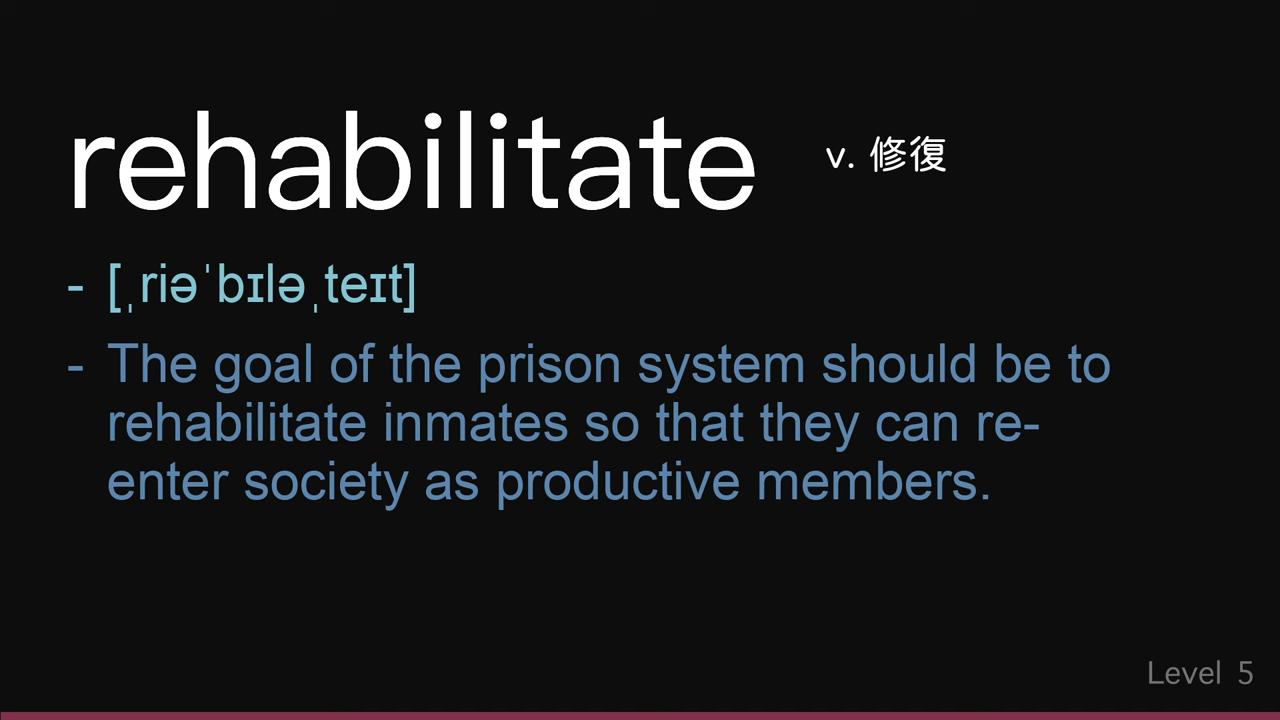 rehabilitate v. 修復
- [ˌriəˈbɪləˌteɪt]
- The goal of the prison system should be to
rehabilitate inmates so that they can re-
enter society as productive members.
Level 5